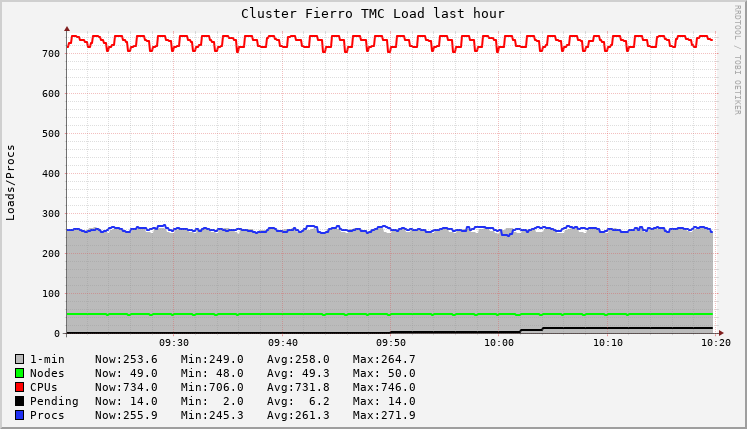 Cluster Fierro TMC Load last hour
RRDTOOL / TOBI OETIKER
Loads/Procs
700
600
500
400
300
200
100
0
09:30 09:40 09:50 10:00 10:10 10:20
1-min Now:253.6 Min:249.0 Avg:258.0 Max:264.7
Nodes Now: 49.0 Min: 48.0 Avg: 49.3 Max: 50.0
CPUs Now:734.0 Min:706.0 Avg:731.8 Max:746.0
Pending Now: 14.0 Min: 2.0 Avg: 6.2 Max: 14.0
Procs Now:255.9 Min:245.3 Avg:261.3 Max:271.9